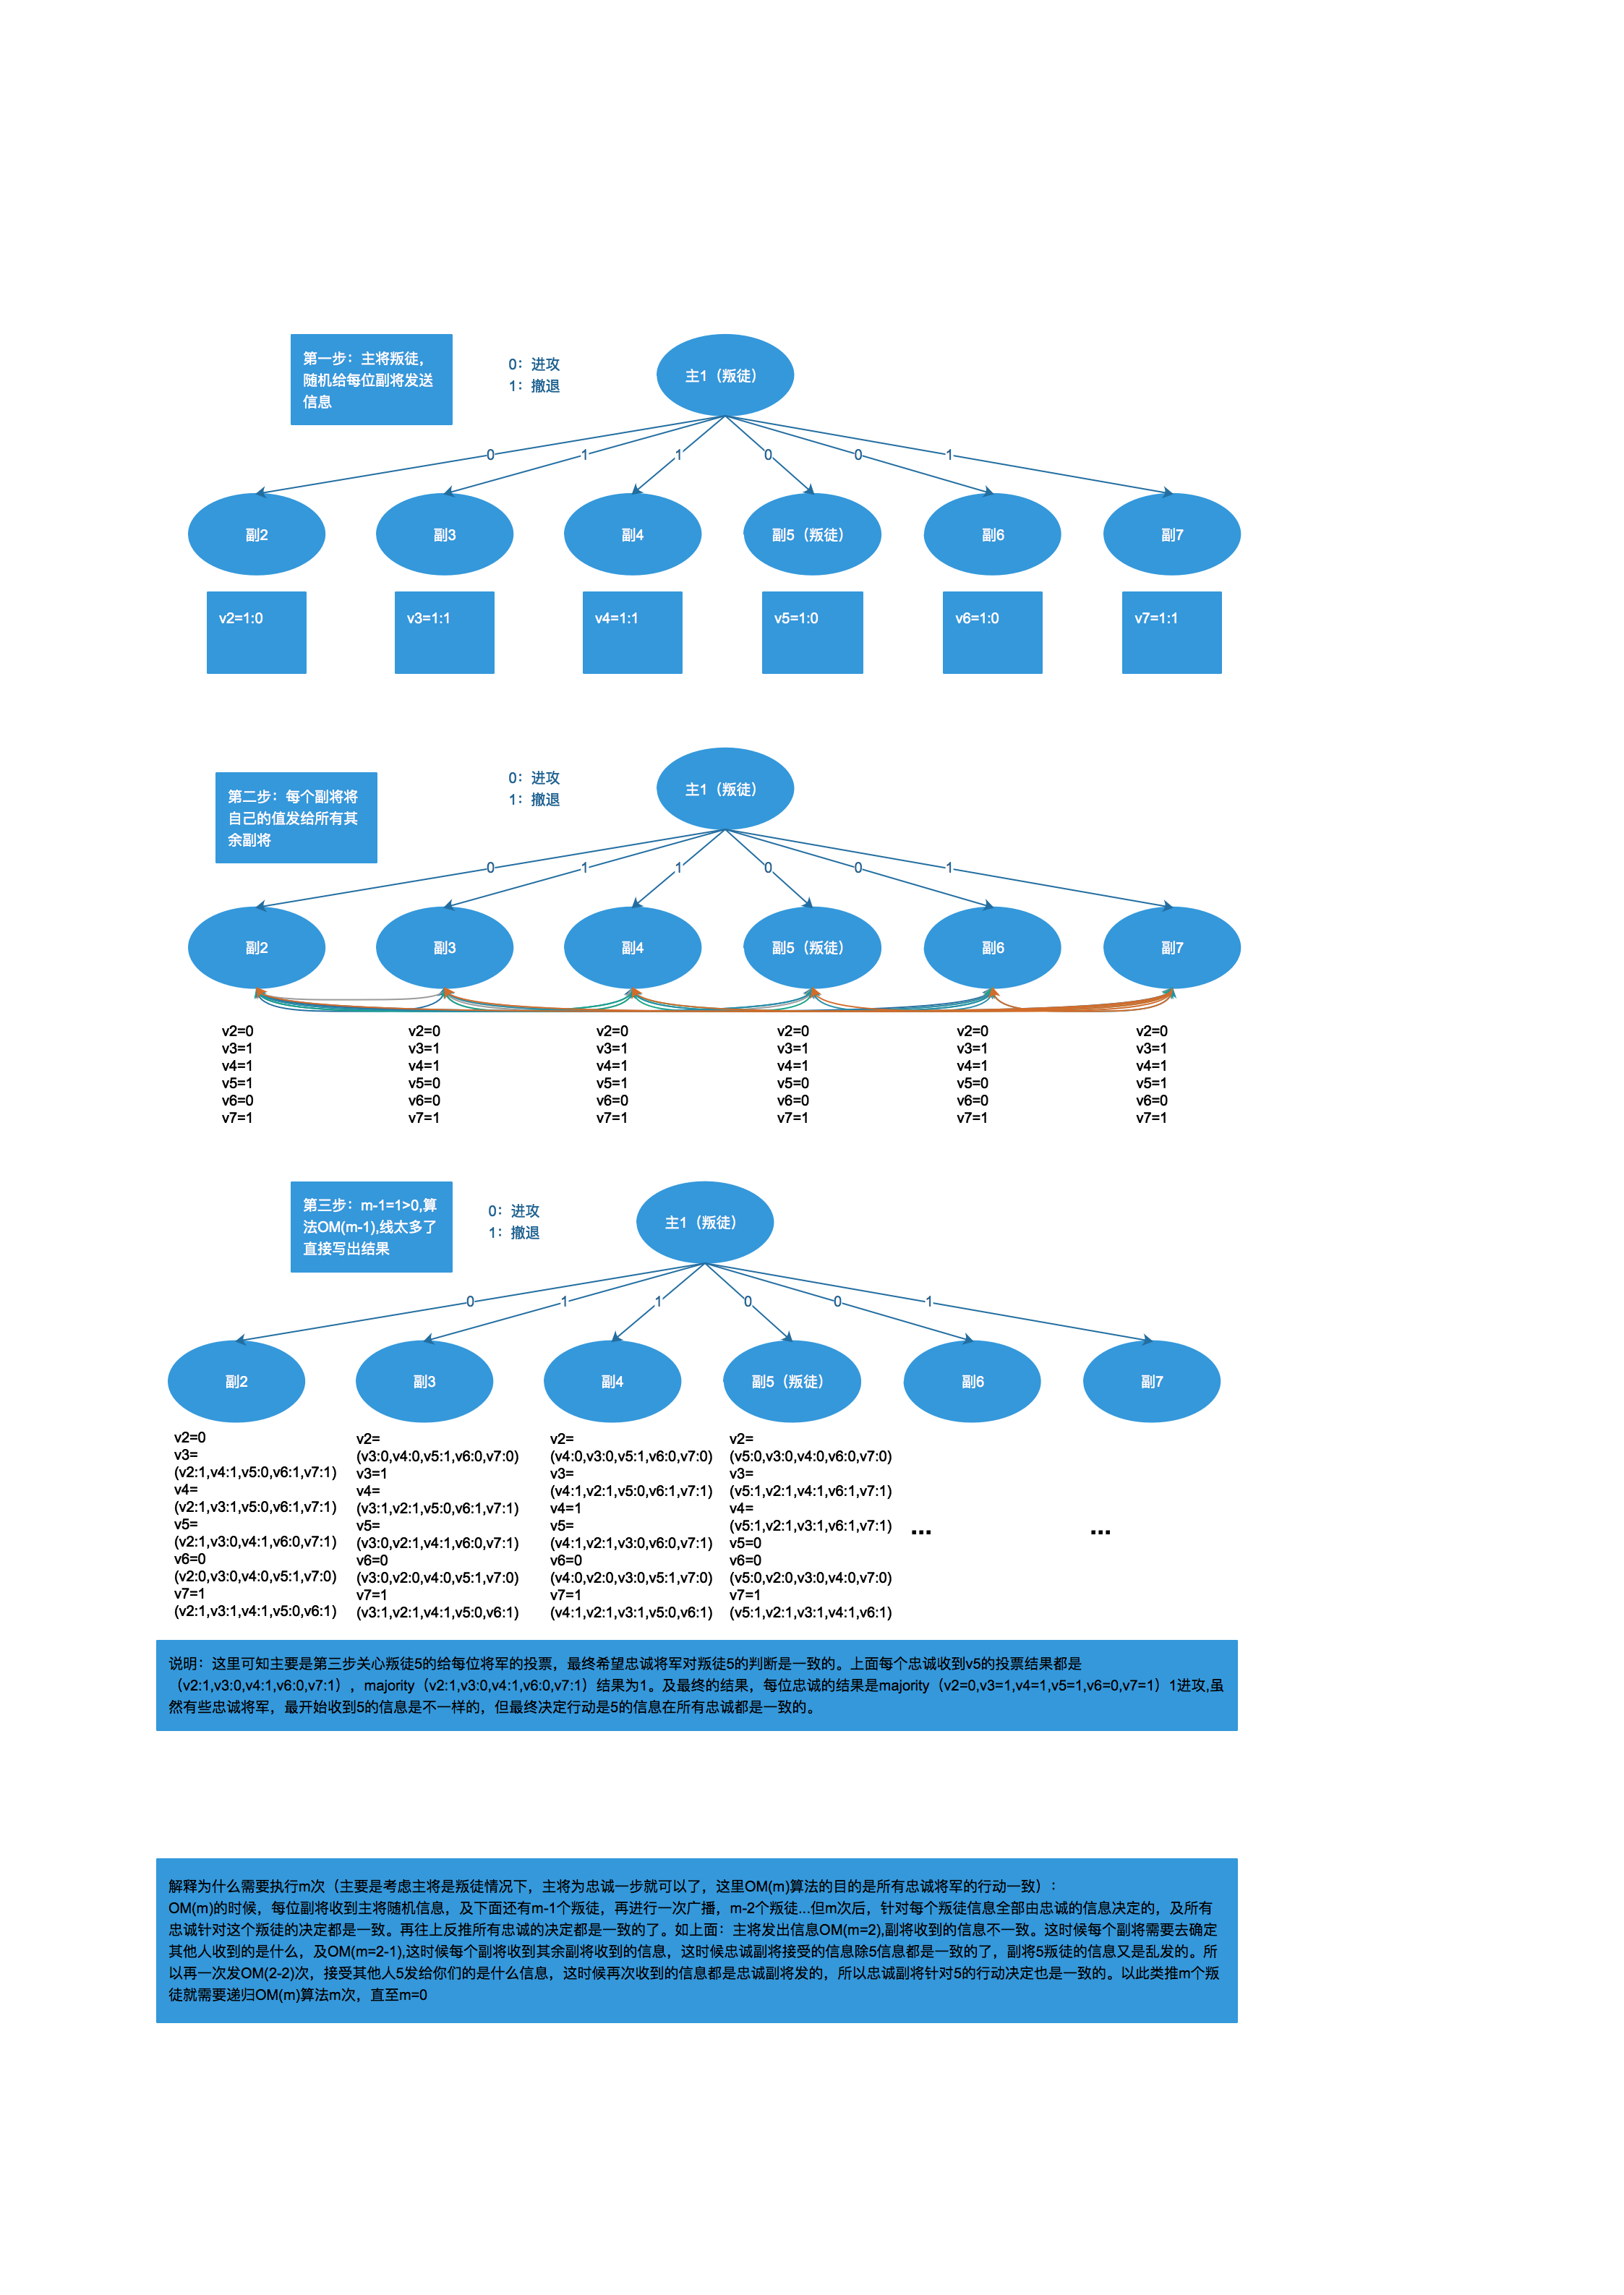 第一步：主将叛徒，
随机给每位副将发送
信息
0：进攻
1：撤退
主1（叛徒）
0
1
1
0
0
1
副2
副3
副4
副5（叛徒）
副6
副7
v2=1:0
v3=1:1
v4=1:1
v5=1:0
v6=1:0
v7=1:1
第二步：每个副将将
自己的值发给所有其
余副将
0：进攻
1：撤退
主1（叛徒）
0
1
1
0
0
1
副2
副3
副4
副5（叛徒）
副6
副7
v2=0
v3=1
v4=1
v5=1
v6=0
v7=1
v2=0
v3=1
v4=1
v5=0
v6=0
v7=1
v2=0
v3=1
v4=1
v5=1
v6=0
v7=1
v2=0
v3=1
v4=1
v5=0
v6=0
v7=1
v2=0
v3=1
v4=1
v5=0
v6=0
v7=1
v2=0
v3=1
v4=1
v5=1
v6=0
v7=1
第三步：m-1=1>0,算
法OM(m-1),线太多了
直接写出结果
0：进攻
1：撤退
主1（叛徒）
0
1
1
0
0
1
副2
副3
副4
副5（叛徒）
副6
副7
v2=0
v3=
(v2:1,v4:1,v5:0,v6:1,v7:1)
v4=
(v2:1,v3:1,v5:0,v6:1,v7:1)
v5=
(v2:1,v3:0,v4:1,v6:0,v7:1)
v6=0
(v2:0,v3:0,v4:0,v5:1,v7:0)
v7=1
(v2:1,v3:1,v4:1,v5:0,v6:1)
v2=
(v3:0,v4:0,v5:1,v6:0,v7:0)
v3=1
v4=
(v3:1,v2:1,v5:0,v6:1,v7:1)
v5=
(v3:0,v2:1,v4:1,v6:0,v7:1)
v6=0
(v3:0,v2:0,v4:0,v5:1,v7:0)
v7=1
(v3:1,v2:1,v4:1,v5:0,v6:1)
v2=
(v4:0,v3:0,v5:1,v6:0,v7:0)
v3=
(v4:1,v2:1,v5:0,v6:1,v7:1)
v4=1
v5=
(v4:1,v2:1,v3:0,v6:0,v7:1)
v6=0
(v4:0,v2:0,v3:0,v5:1,v7:0)
v7=1
(v4:1,v2:1,v3:1,v5:0,v6:1)
v2=
(v5:0,v3:0,v4:0,v6:0,v7:0)
v3=
(v5:1,v2:1,v4:1,v6:1,v7:1)
v4=
(v5:1,v2:1,v3:1,v6:1,v7:1)
v5=0
v6=0
(v5:0,v2:0,v3:0,v4:0,v7:0)
v7=1
(v5:1,v2:1,v3:1,v4:1,v6:1)
...
...
说明：这里可知主要是第三步关心叛徒5的给每位将军的投票，最终希望忠诚将军对叛徒5的判断是一致的。上面每个忠诚收到v5的投票结果都是
（v2:1,v3:0,v4:1,v6:0,v7:1），majority（v2:1,v3:0,v4:1,v6:0,v7:1）结果为1。及最终的结果，每位忠诚的结果是majority（v2=0,v3=1,v4=1,v5=1,v6=0,v7=1）1进攻,虽
然有些忠诚将军，最开始收到5的信息是不一样的，但最终决定行动是5的信息在所有忠诚都是一致的。
解释为什么需要执行m次（主要是考虑主将是叛徒情况下，主将为忠诚一步就可以了，这里OM(m)算法的目的是所有忠诚将军的行动一致）：
OM(m)的时候，每位副将收到主将随机信息，及下面还有m-1个叛徒，再进行一次广播，m-2个叛徒...但m次后，针对每个叛徒信息全部由忠诚的信息决定的，及所有
忠诚针对这个叛徒的决定都是一致。再往上反推所有忠诚的决定都是一致的了。如上面：主将发出信息OM(m=2),副将收到的信息不一致。这时候每个副将需要去确定
其他人收到的是什么，及OM(m=2-1),这时候每个副将收到其余副将收到的信息，这时候忠诚副将接受的信息除5信息都是一致的了，副将5叛徒的信息又是乱发的。所
以再一次发OM(2-2)次，接受其他人5发给你们的是什么信息，这时候再次收到的信息都是忠诚副将发的，所以忠诚副将针对5的行动决定也是一致的。以此类推m个叛
徒就需要递归OM(m)算法m次，直至m=0